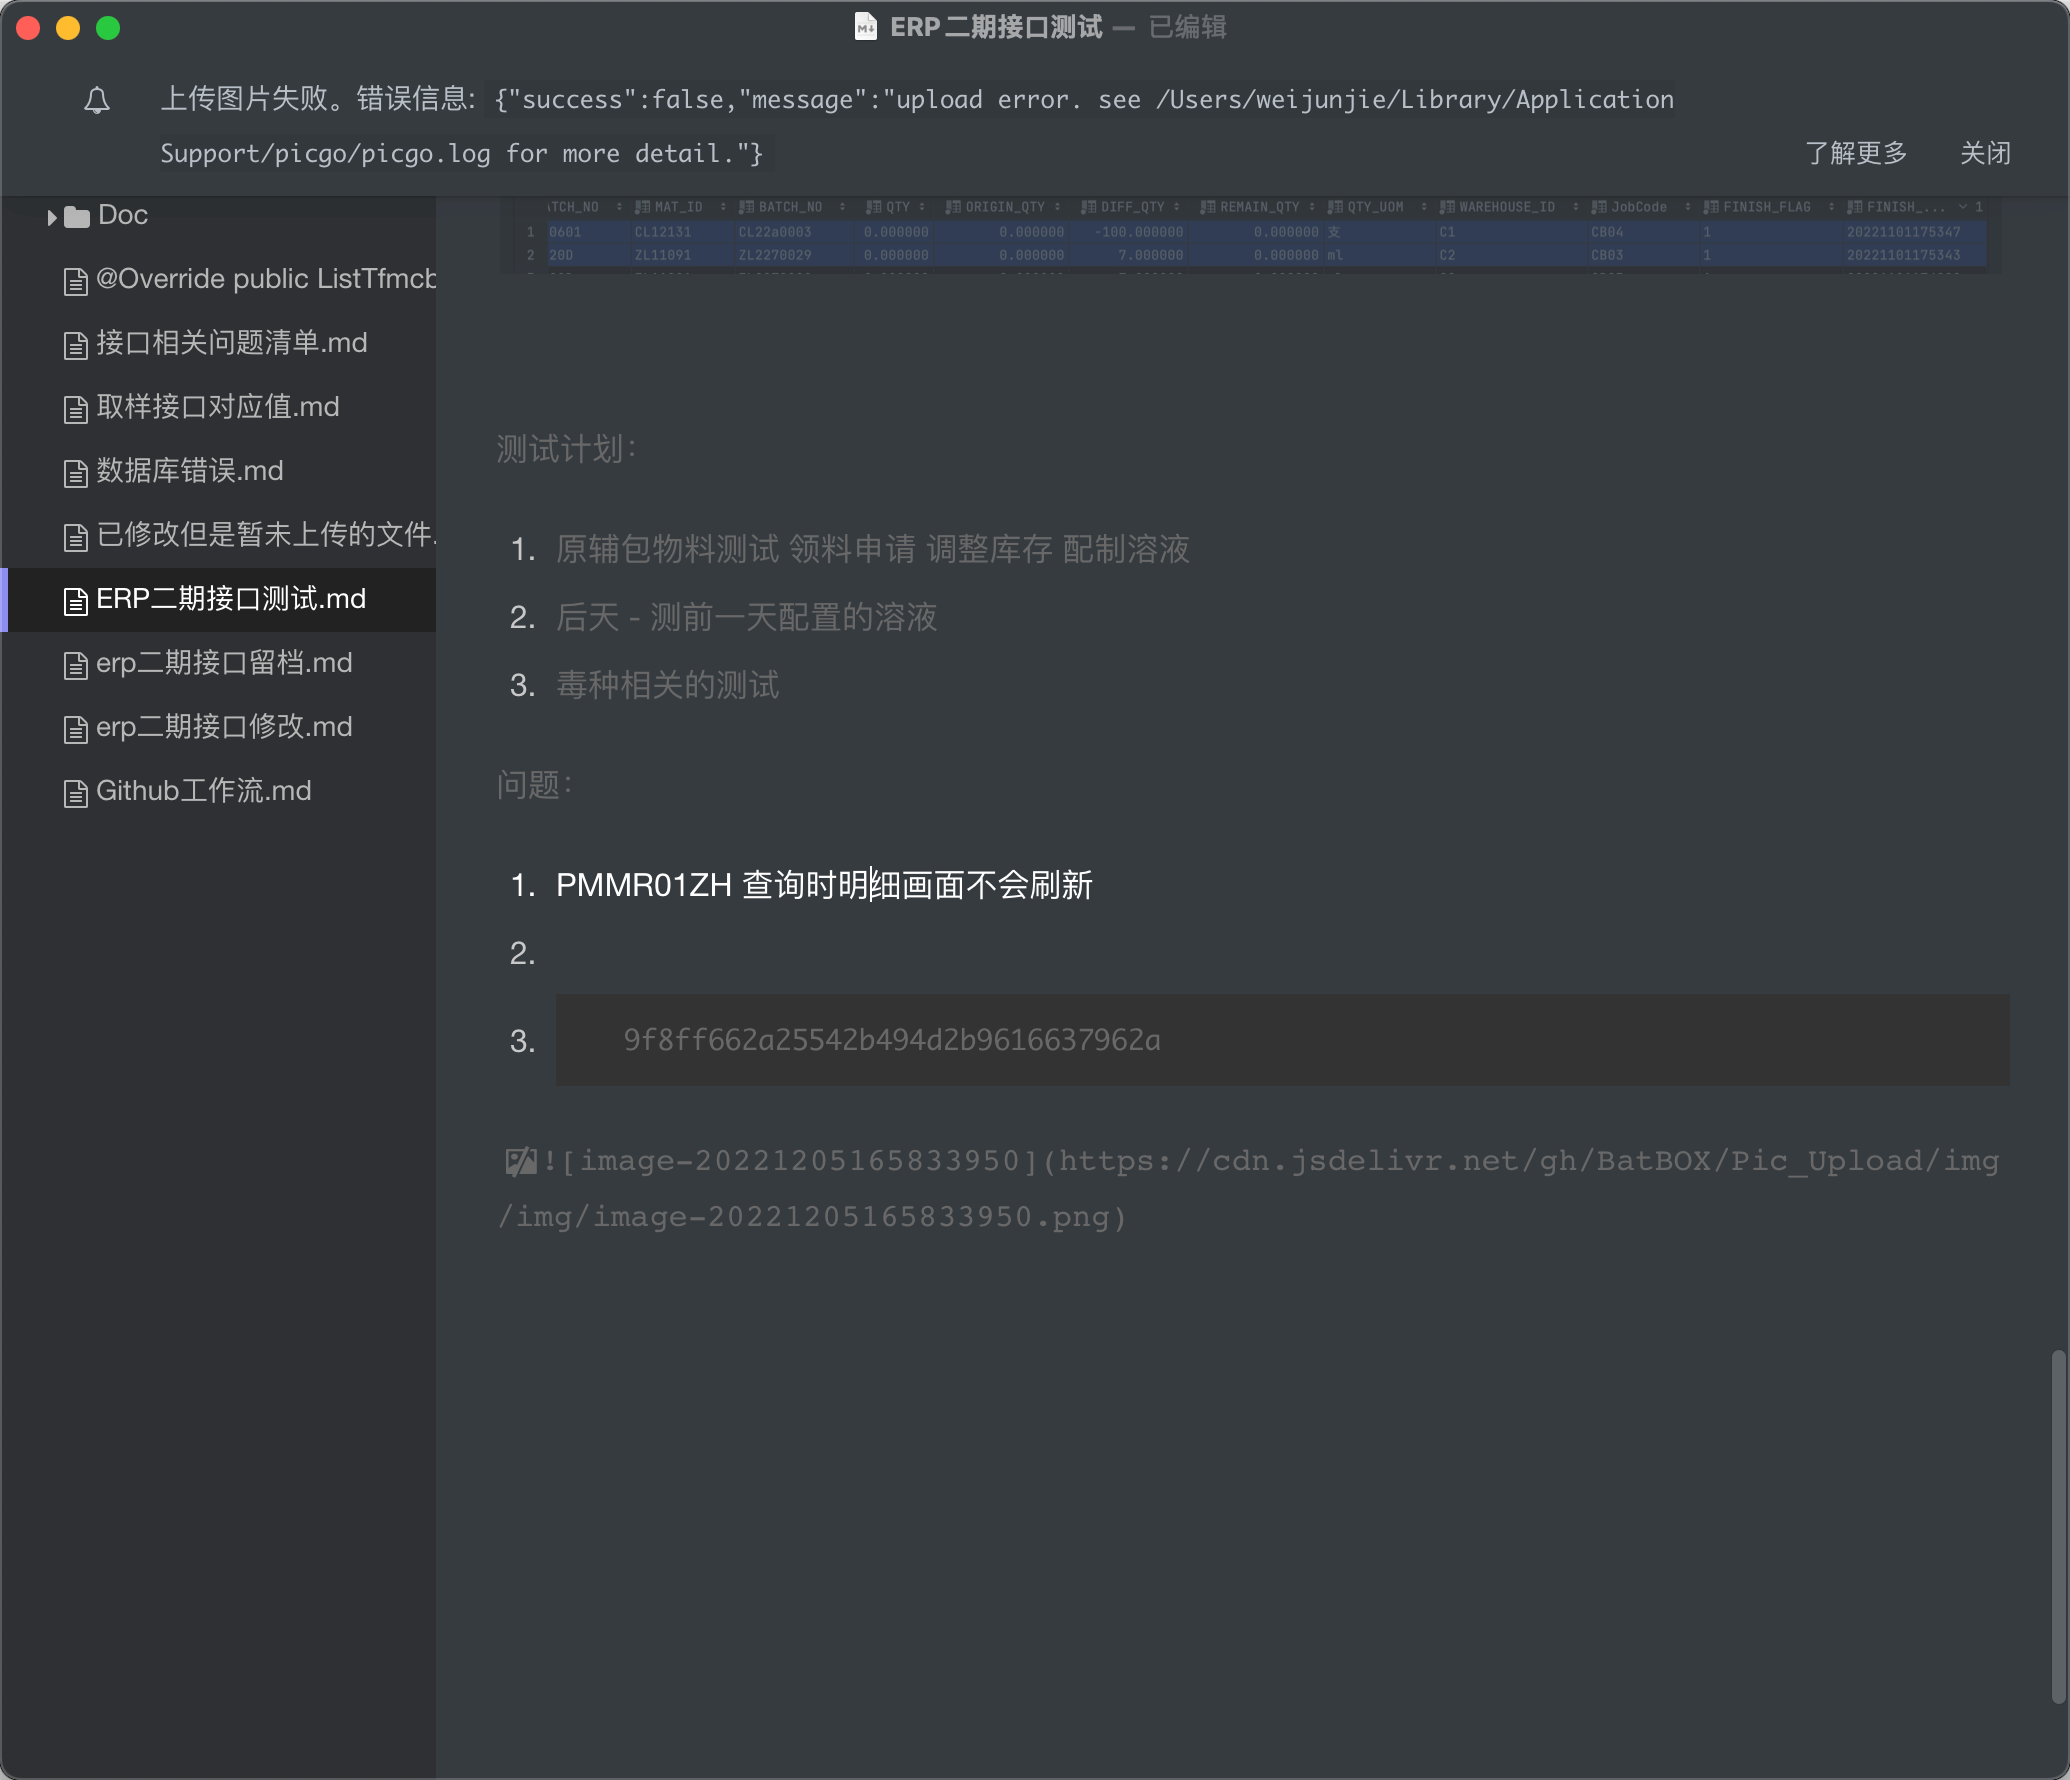 ERP二期接口测试 — 已编辑
上传图片失败。错误信息: {"success":false,"message":"upload error. see /Users/weijunjie/Library/Application
Support/picgo/picgo.log for more detail."}
了解更多 关闭
Doc
@Override public ListTfmcb
接口相关问题清单.md
取样接口对应值.md
数据库错误.md
已修改但是暂未上传的文件.
ERP二期接口测试.md
erp二期接口留档.md
erp二期接口修改.md
Github工作流.md
TCH_NO MAT_ID BATCH_NO QTY ORIGIN_QTY DIFF_QTY REMAIN_QTY QTY_UOM WAREHOUSE_ID JobCode FINISH_FLAG FINISH_... 1
1 0601 CL12131 CL22a0003 0.000000 0.000000 -100.000000 0.000000 支 C1 CB04 1 20221101175347
2 20D ZL11091 ZL2270029 0.000000 0.000000 7.000000 0.000000 ml C2 CB03 1 20221101175343
测试计划:
1. 原辅包物料测试 领料申请 调整库存 配制溶液
2. 后天 - 测前一天配置的溶液
3. 毒种相关的测试
问题:
1. PMMR01ZH 查询时明细画面不会刷新
2.
3. 9f8ff662a25542b494d2b9616637962a
![image-20221205165833950](https://cdn.jsdelivr.net/gh/BatBOX/Pic_Upload/img
/img/image-20221205165833950.png)